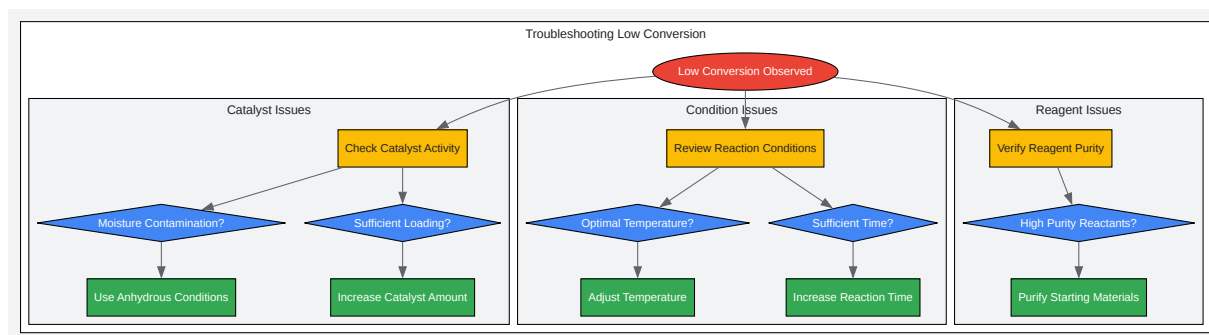 Troubleshooting Low Conversion
Low Conversion Observed
Catalyst Issues
Condition Issues
Reagent Issues
Check Catalyst Activity
Review Reaction Conditions
Verify Reagent Purity
Moisture Contamination?
Sufficient Loading?
Optimal Temperature?
Sufficient Time?
High Purity Reactants?
Use Anhydrous Conditions
Increase Catalyst Amount
Adjust Temperature
Increase Reaction Time
Purify Starting Materials